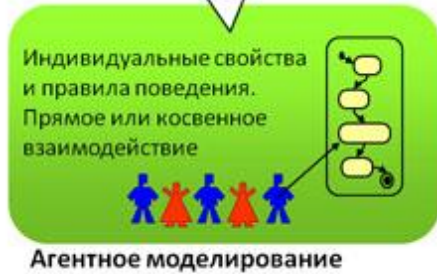 Индивидуальные свойства
и правила поведения.
Прямое или косвенное
взаимодействие
Агентное моделирование